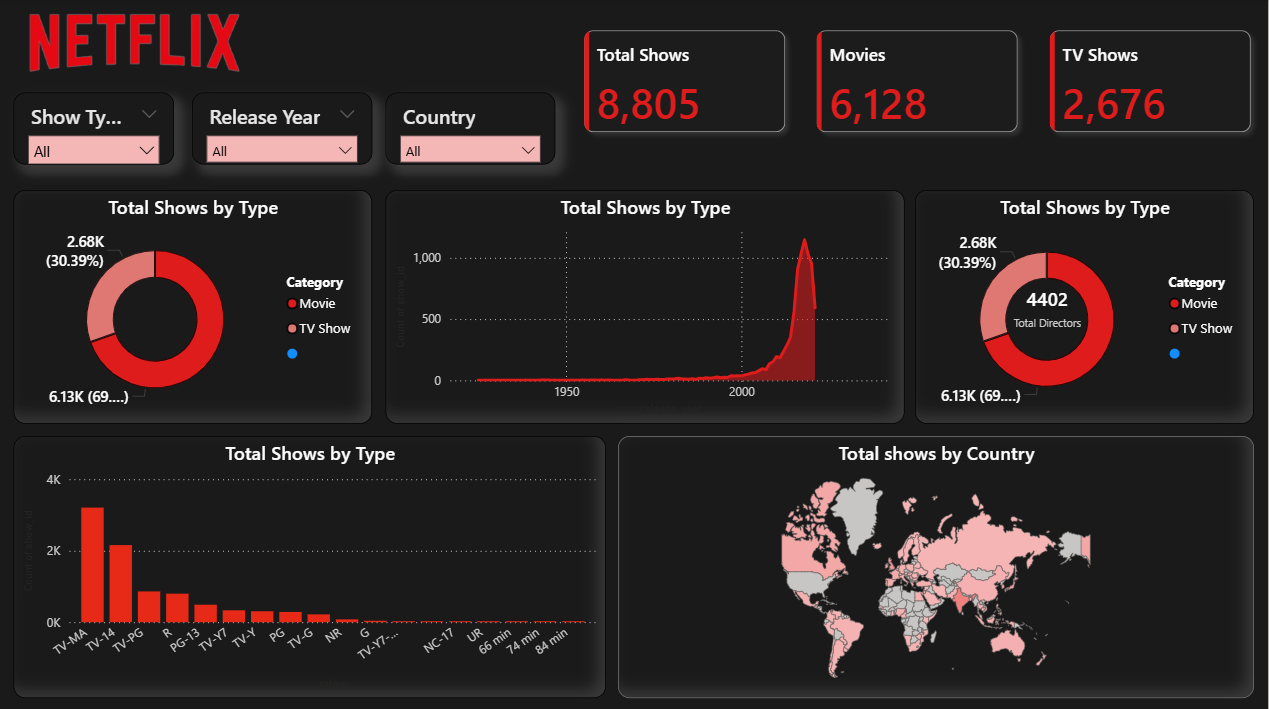 NETFLIX
Total Shows
8,805
Movies
6,128
TV Shows
2,676
Show Ty...
All
Release Year
All
Country
All
Total Shows by Type
2.68K
(30.39%)
6.13K (69....)
Category
Movie
TV Show
Total Shows by Type
Count of show_id
1,000
500
0
1950
2000
Total Shows by Type
2.68K
(30.39%)
4402
Total Directors
6.13K (69....)
Category
Movie
TV Show
Total Shows by Type
Count of show_id
4K
2K
0K
TV-MA
TV-14
TV-PG
R
PG-13
TV-Y7
TV-Y
PG
TV-G
NR
G
TV-Y7-...
NC-17
UR
66 min
74 min
84 min
Total shows by Country